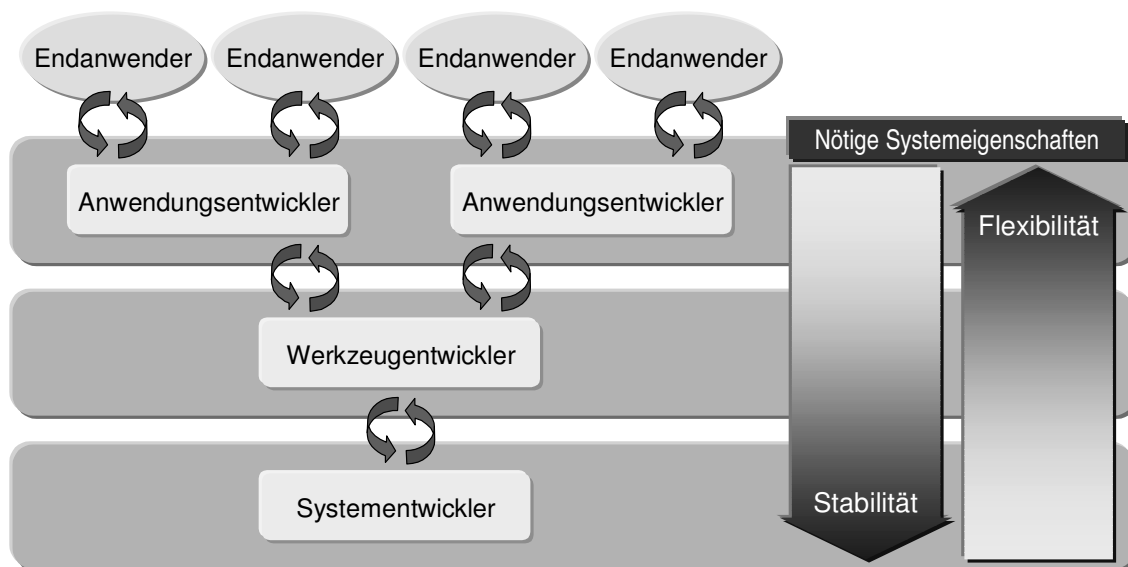 Endanwender
Endanwender
Endanwender
Endanwender
Nötige Systemeigenschaften
Anwendungsentwickler
Anwendungsentwickler
Flexibilität
Werkzeugentwickler
Systementwickler
Stabilität